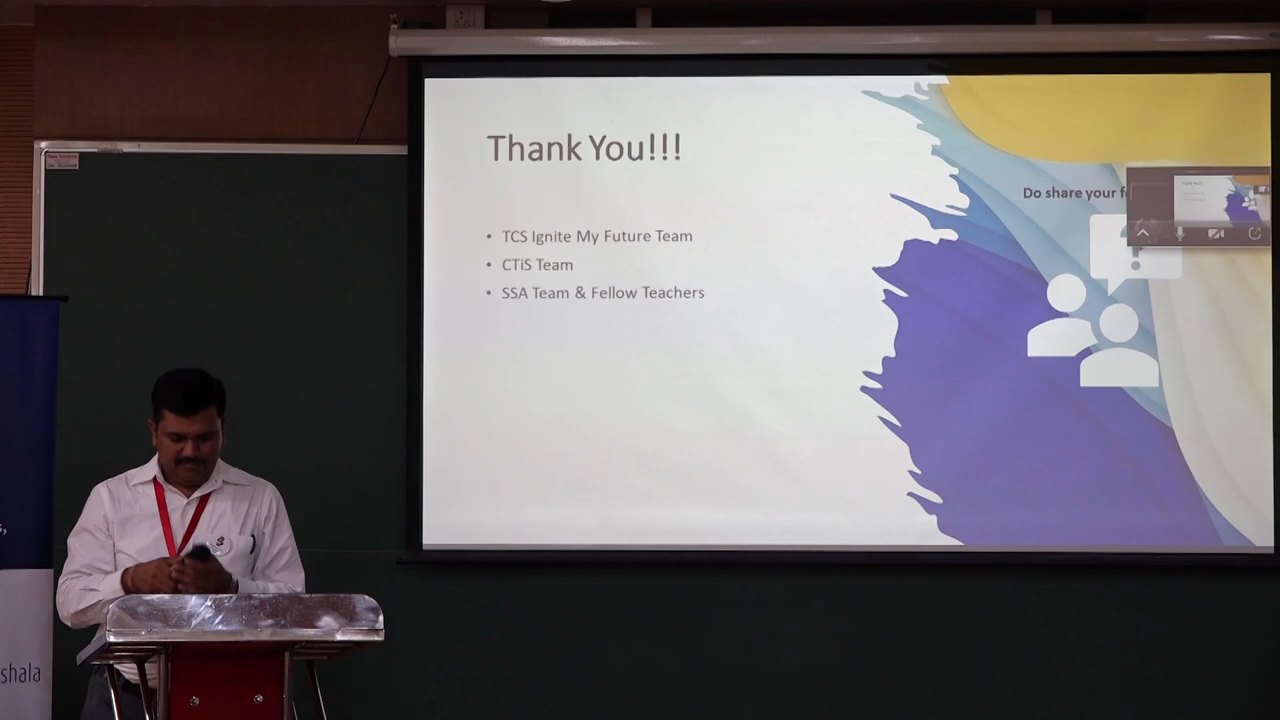 Thank You!!!
Do share your f
• TCS Ignite My Future Team
• CTiS Team
• SSA Team & Fellow Teachers
shala